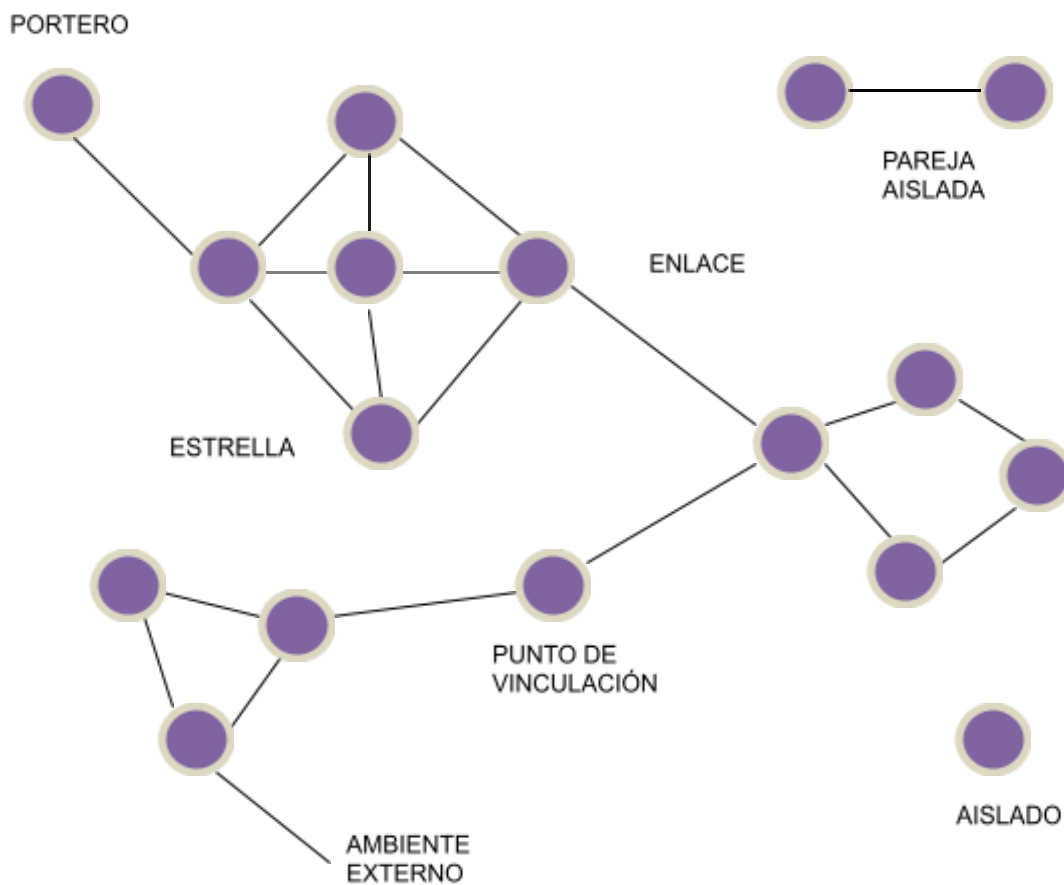 PORTERO
PAREJA
AISLADA
ENLACE
ESTRELLA
PUNTO DE
VINCULACIÓN
AISLADO
AMBIENTE
EXTERNO